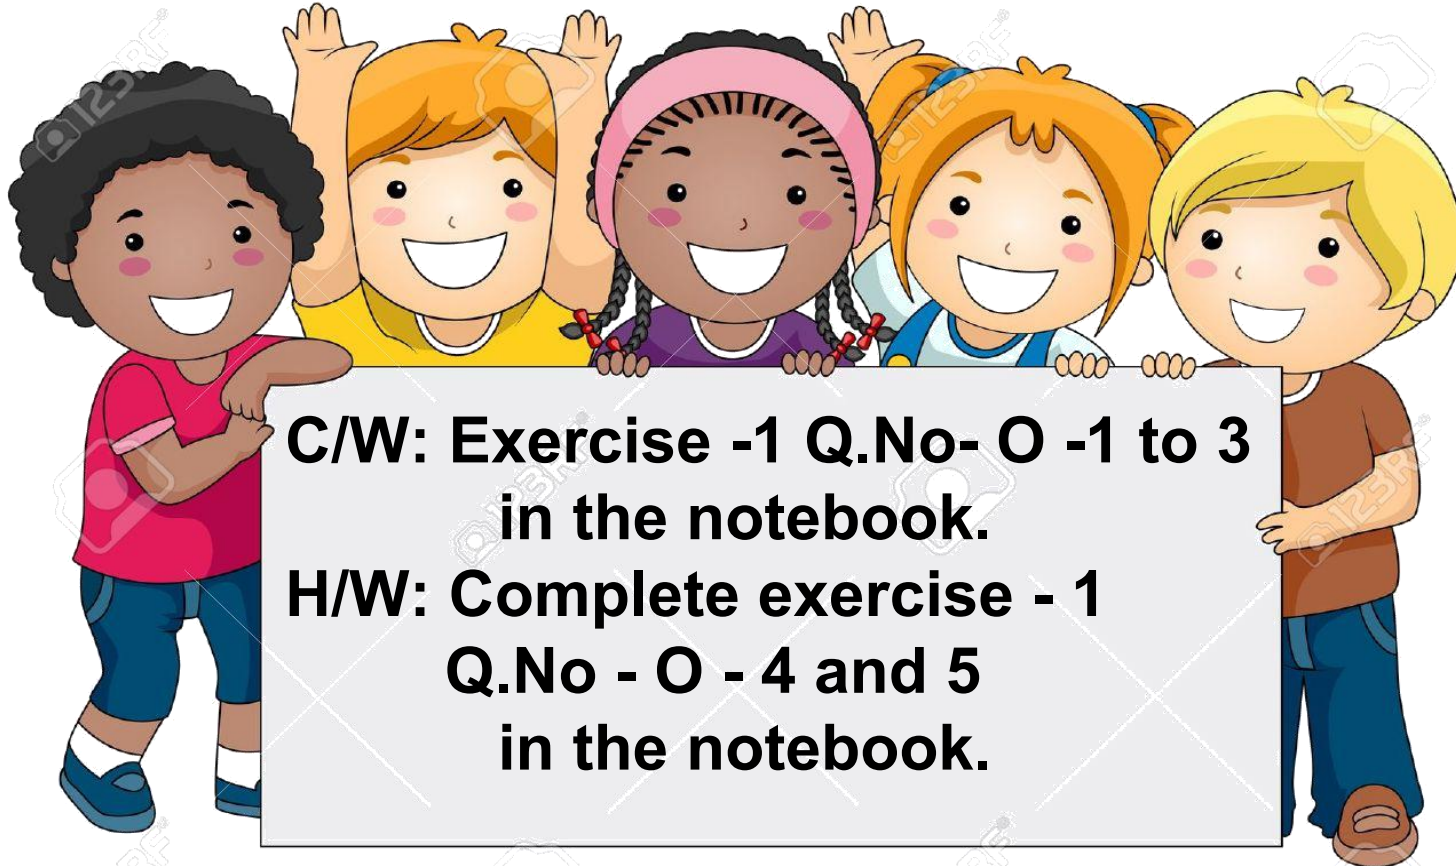 C/W: Exercise -1 Q.No- O -1 to 3
in the notebook.
H/W: Complete exercise - 1
Q.No - O - 4 and 5
in the notebook.